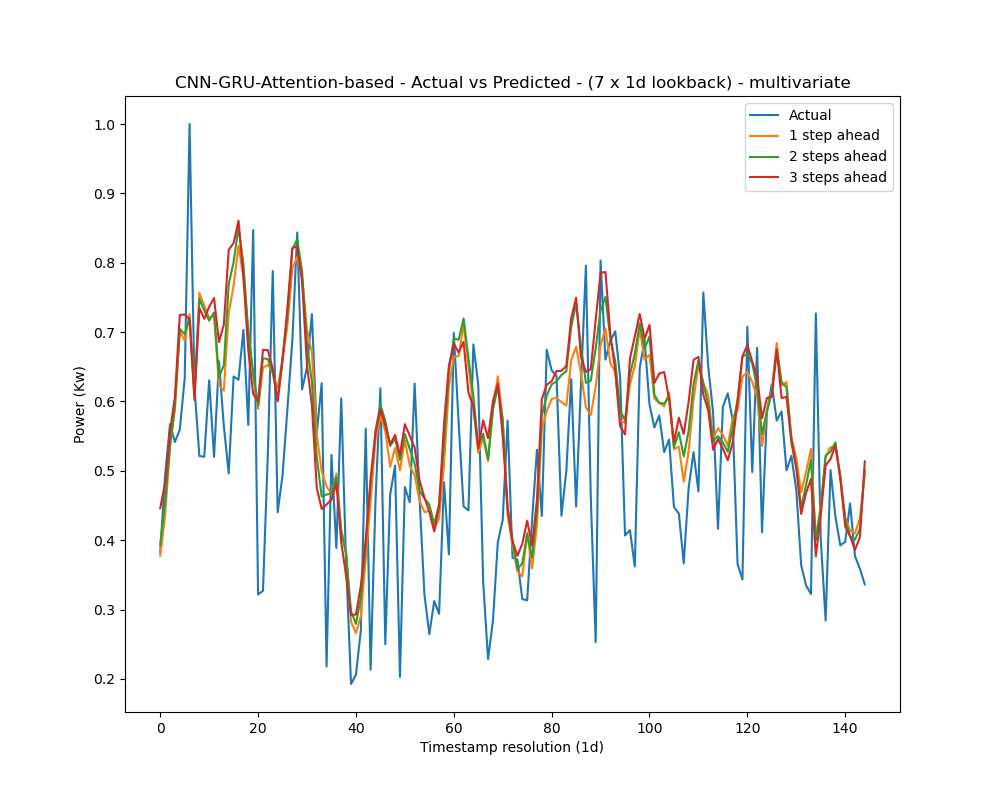 CNN-GRU-Attention-based - Actual vs Predicted - (7 x 1d lookback) - multivariate
Actual
1 step ahead
2 steps ahead
3 steps ahead
1.0
0.9
0.8
0.7
0.6
0.5
0.4
0.3
0.2
Power (Kw)
0 20 40 60 80 100 120 140
Timestamp resolution (1d)